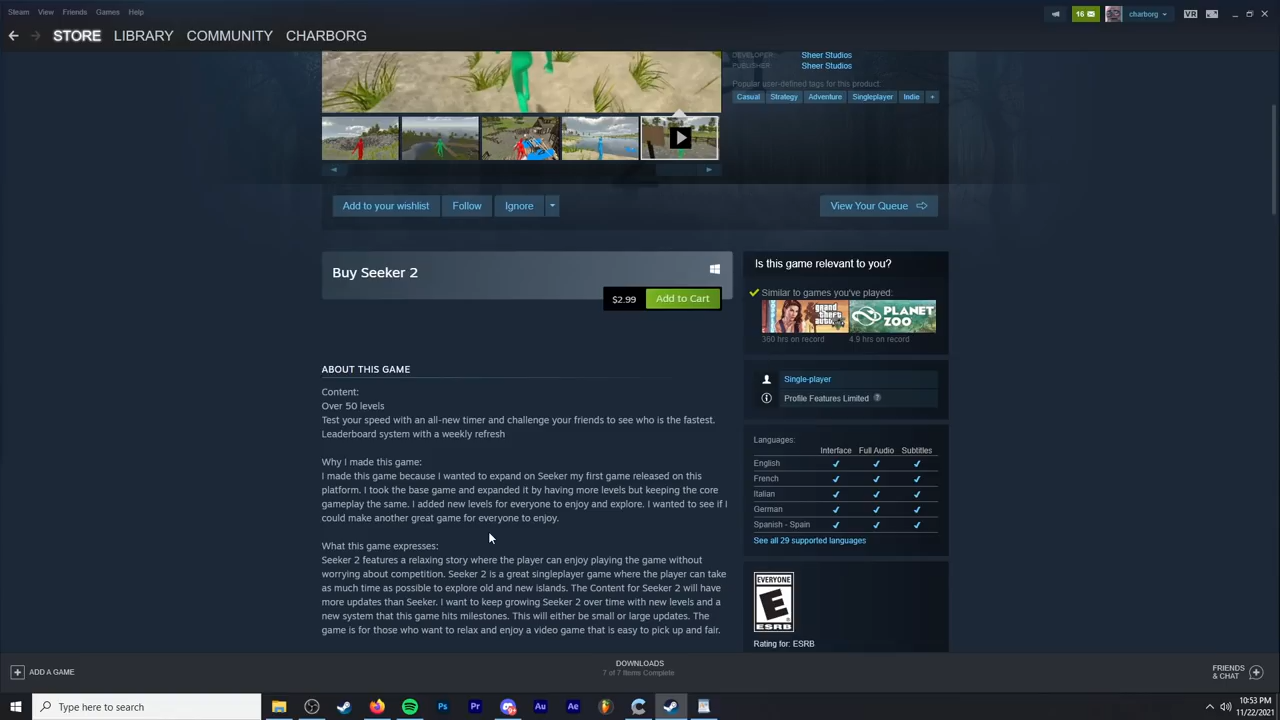 Steam View Friends Games Help
16 charborg VR
STORE LIBRARY COMMUNITY CHARBORG
DEVELOPER: Sheer Studios
PUBLISHER: Sheer Studios
Popular user-defined tags for this product:
Casual Strategy Adventure Singleplayer Indie +
Add to your wishlist Follow Ignore View Your Queue
Buy Seeker 2
$2.99 Add to Cart
Is this game relevant to you?
Similar to games you've played:
grand theft auto PLANET ZOO
360 hrs on record 4.9 hrs on record
Single-player
Profile Features Limited ?
ABOUT THIS GAME
Content:
Over 50 levels
Test your speed with an all-new timer and challenge your friends to see who is the fastest.
Leaderboard system with a weekly refresh
Why I made this game:
I made this game because I wanted to expand on Seeker my first game released on this
platform. I took the base game and expanded it by having more levels but keeping the core
gameplay the same. I added new levels for everyone to enjoy and explore. I wanted to see if I
could make another great game for everyone to enjoy.
What this game expresses:
Seeker 2 features a relaxing story where the player can enjoy playing the game without
worrying about competition. Seeker 2 is a great singleplayer game where the player can take
as much time as possible to explore old and new islands. The Content for Seeker 2 will have
more updates than Seeker. I want to keep growing Seeker 2 over time with new levels and a
new system that this game hits milestones. This will either be small or large updates. The
game is for those who want to relax and enjoy a video game that is easy to pick up and fair.
Languages:
Interface Full Audio Subtitles
English ✔ ✔ ✔
French ✔ ✔ ✔
Italian ✔ ✔ ✔
German ✔ ✔ ✔
Spanish - Spain ✔ ✔ ✔
See all 29 supported languages
EVERYONE
E
ESRB
Rating for: ESRB
+ ADD A GAME
DOWNLOADS
7 of 7 Items Complete
FRIENDS
& CHAT +
Type here to search
Ps Pr Au Ae
10:53 PM
11/22/2021